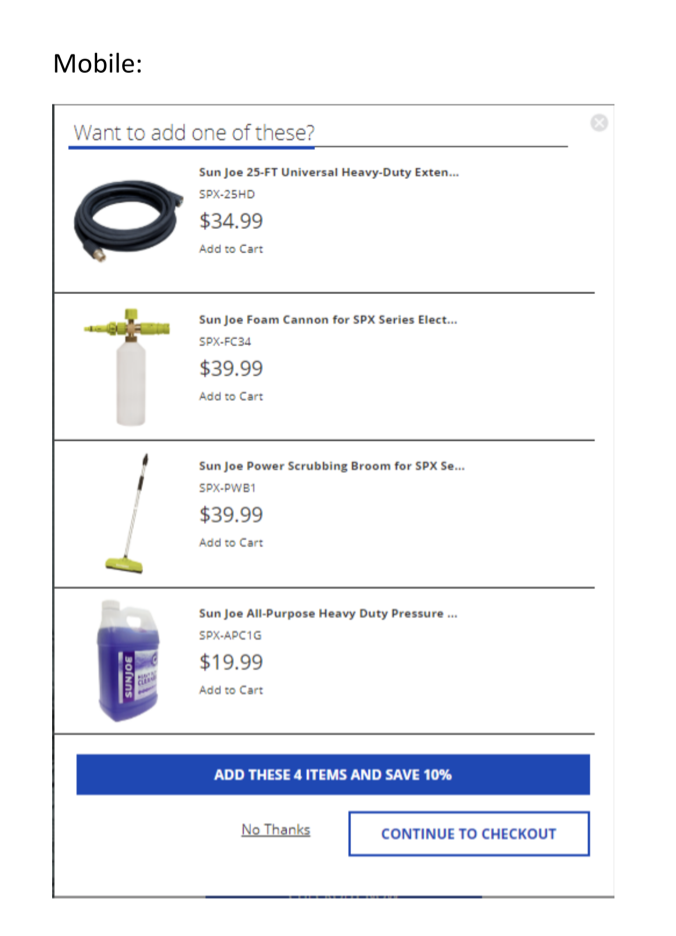 Mobile:
Want to add one of these?
Sun Joe 25-FT Universal Heavy-Duty Exten...
SPX-25HD
$34.99
Add to Cart
Sun Joe Foam Cannon for SPX Series Elect...
SPX-FC34
$39.99
Add to Cart
Sun Joe Power Scrubbing Broom for SPX Se...
SPX-PWB1
$39.99
Add to Cart
Sun Joe All-Purpose Heavy Duty Pressure ...
SPX-APC1G
$19.99
Add to Cart
SUNJOE
ADD THESE 4 ITEMS AND SAVE 10%
No Thanks
CONTINUE TO CHECKOUT